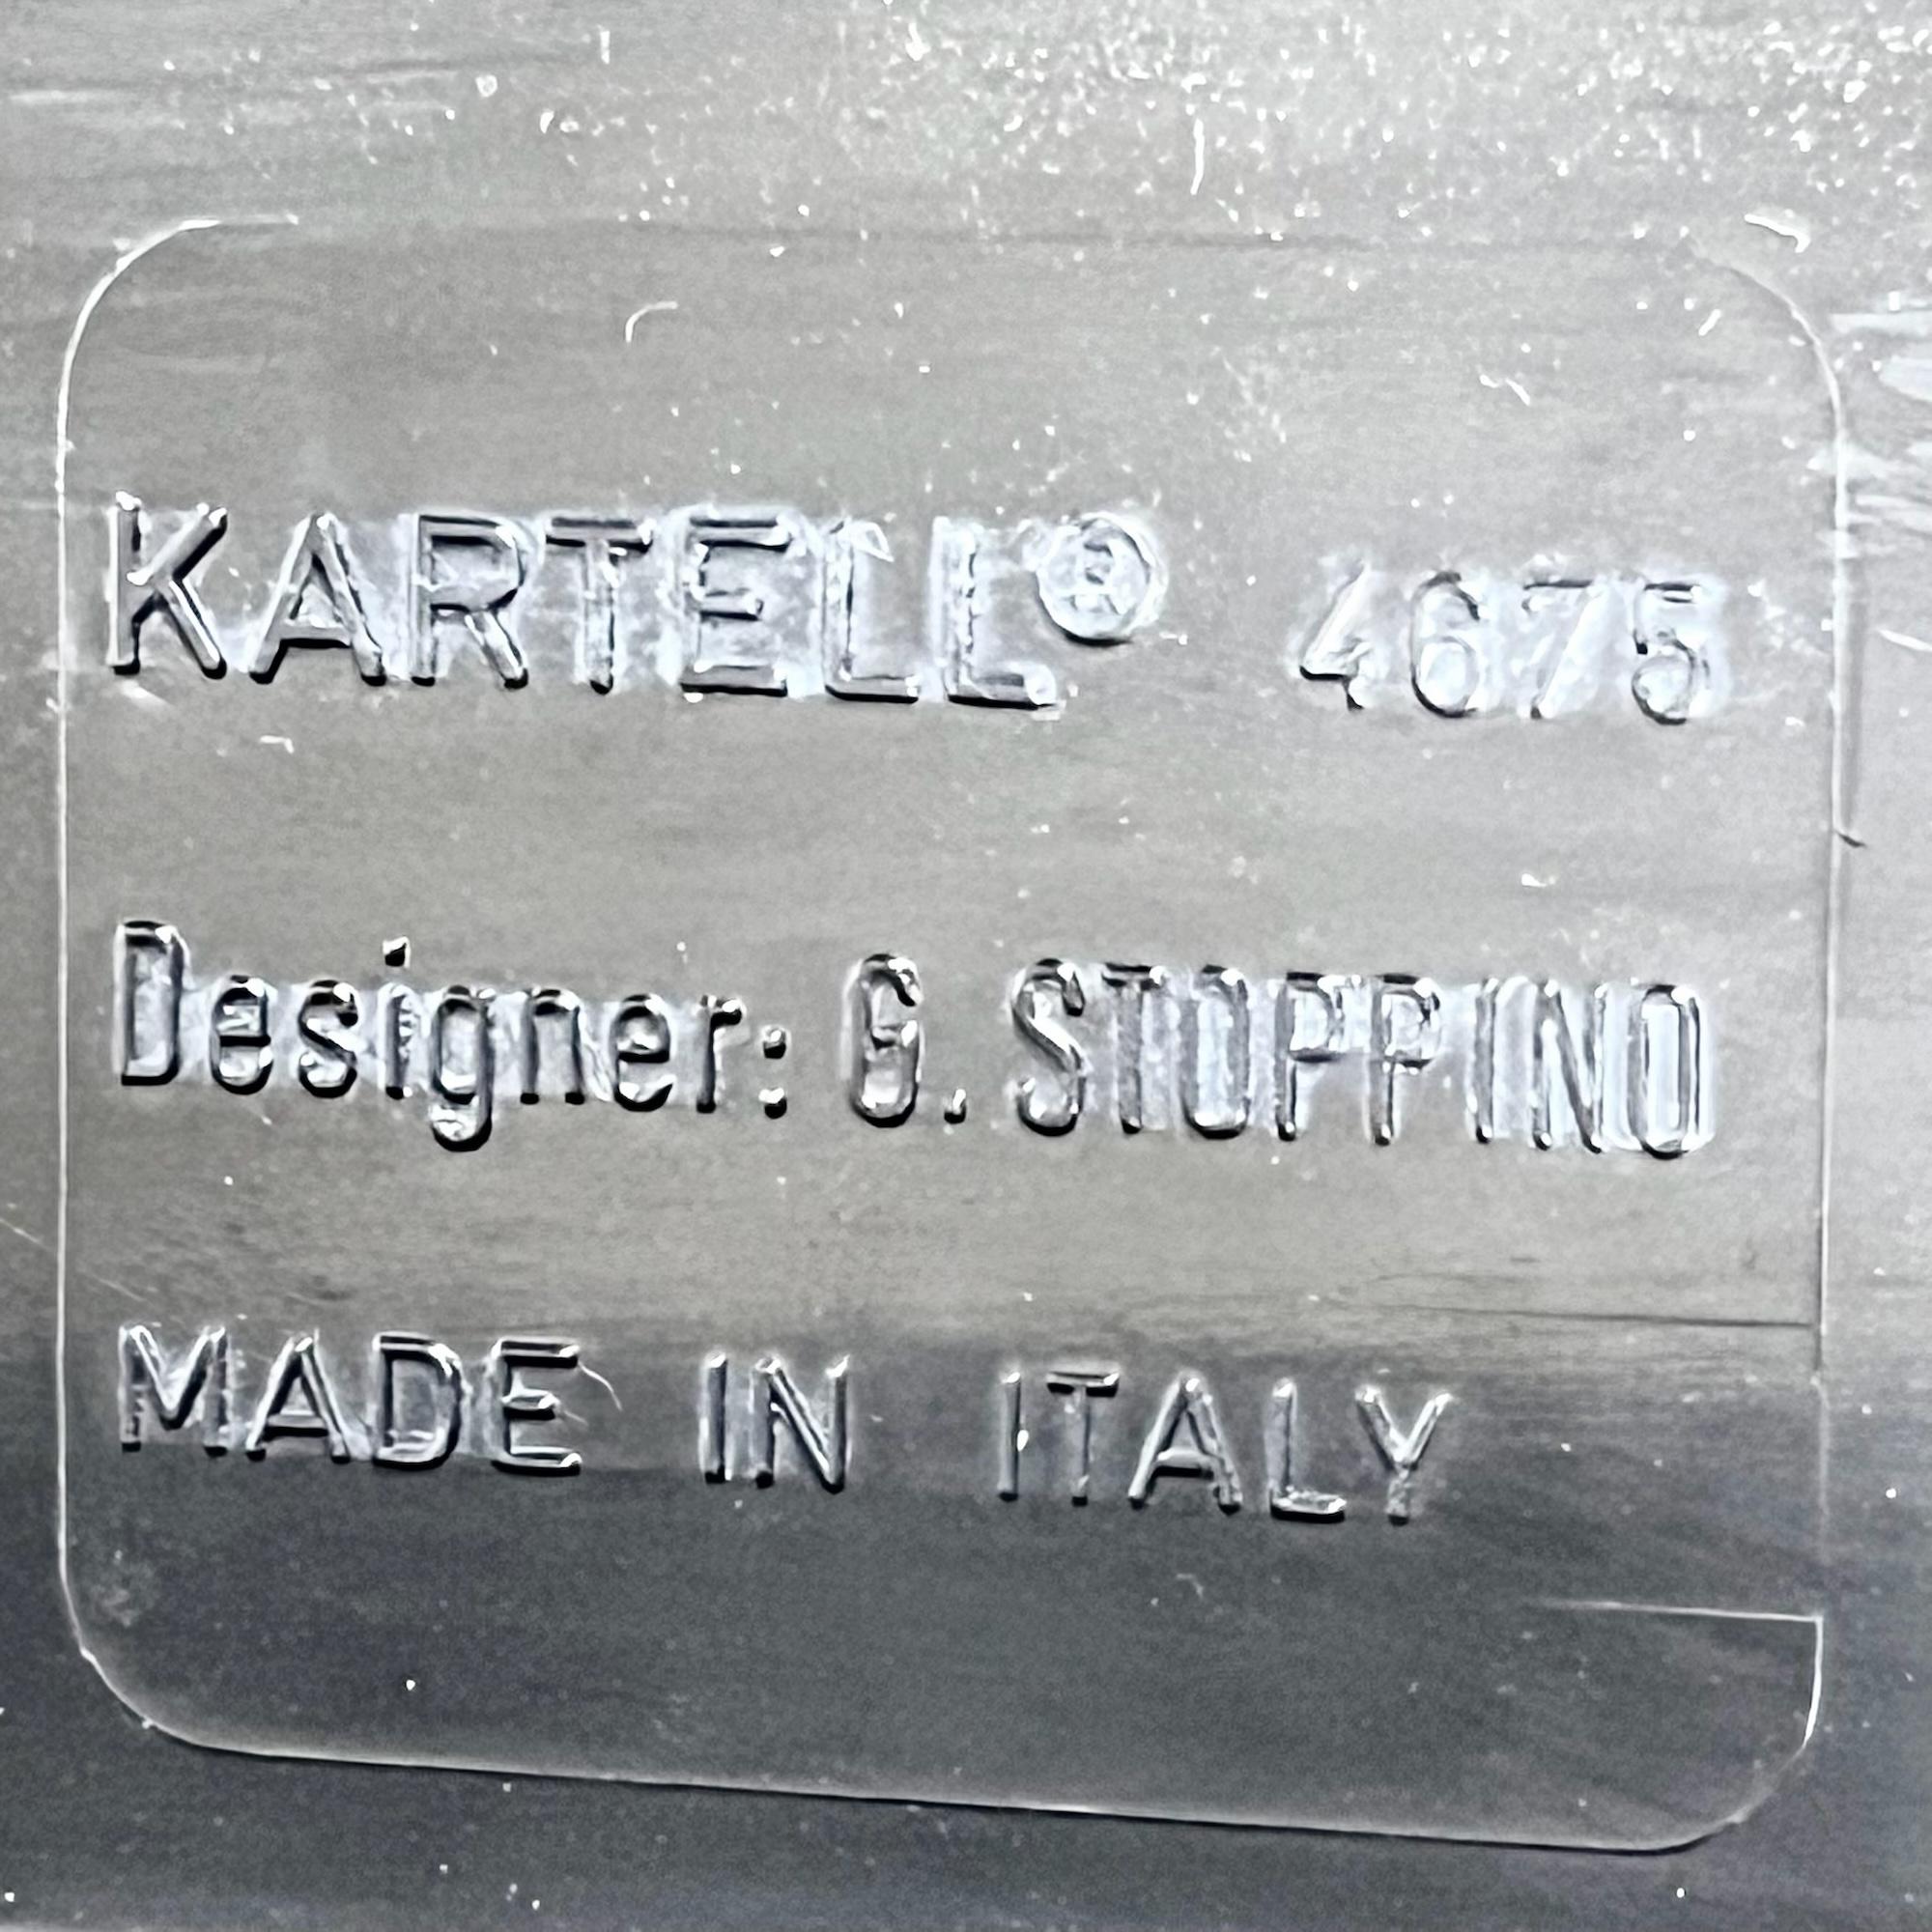 KARTELL® 4675
Designer: G. STOPPINO
MADE IN ITALY